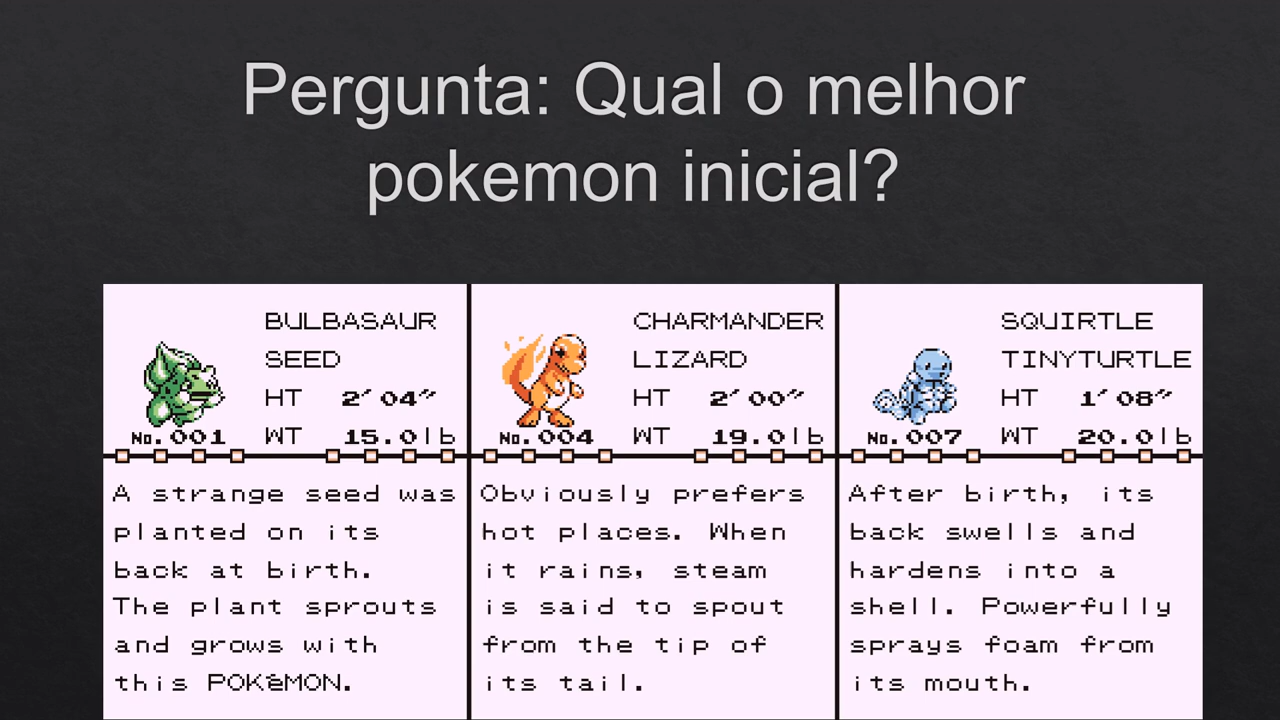 Pergunta: Qual o melhor
pokemon inicial?
BULBASAUR
SEED
HT 2′04″
No.001 WT 15.0lb
A strange seed was
planted on its
back at birth.
The plant sprouts
and grows with
this POKéMON.
CHARMANDER
LIZARD
HT 2′00″
No.004 WT 19.0lb
Obviously prefers
hot places. When
it rains, steam
is said to spout
from the tip of
its tail.
SQUIRTLE
TINYTURTLE
HT 1′08″
No.007 WT 20.0lb
After birth, its
back swells and
hardens into a
shell. Powerfully
sprays foam from
its mouth.